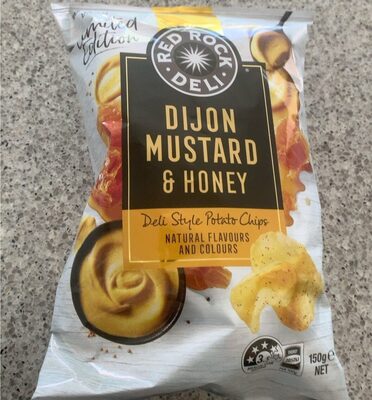 Limited
Edition
RED ROCK
DELI
DIJON
MUSTARD
& HONEY
Deli Style Potato Chips
NATURAL FLAVOURS
AND COLOURS
150g e
NET